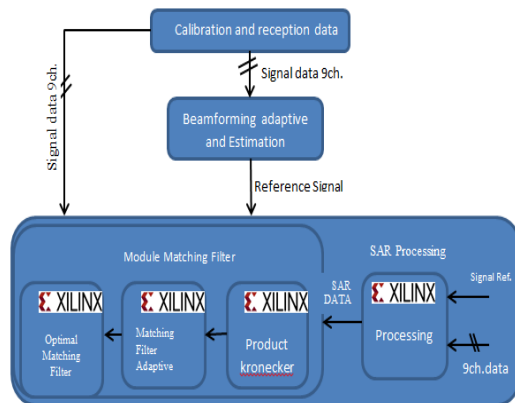 Calibration and reception data
Signal data 9ch.
Signal data 9ch.
Beamforming adaptive
and Estimation
Reference Signal
Module Matching Filter
SAR Processing
XILINX
Optimal
Matching
Filter
XILINX
Matching
Filter
Adaptive
XILINX
Product
kronecker
SAR
DATA
XILINX
Processing
Signal Ref.
9ch.data